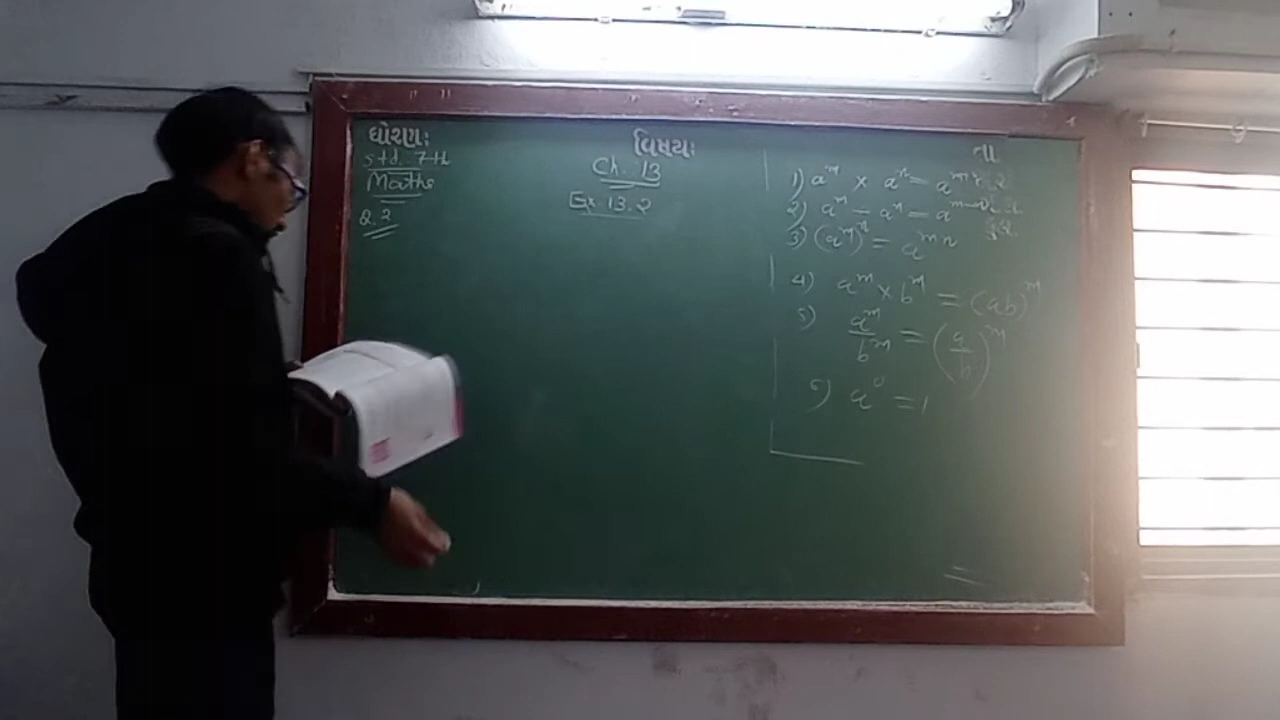 ધોરણઃ
std. 7th
Maths
Q. 2
વિષયઃ
Ch. 13
Ex. 13.2
તા
1) aᵐ × aⁿ = aᵐ⁺ⁿ
2) aᵐ ÷ aⁿ = aᵐ⁻ⁿ
3) (aᵐ)ⁿ = aᵐⁿ
4) aᵐ × bᵐ = (ab)ᵐ
5) aᵐ/bᵐ = (a/b)ᵐ
a⁰ = 1